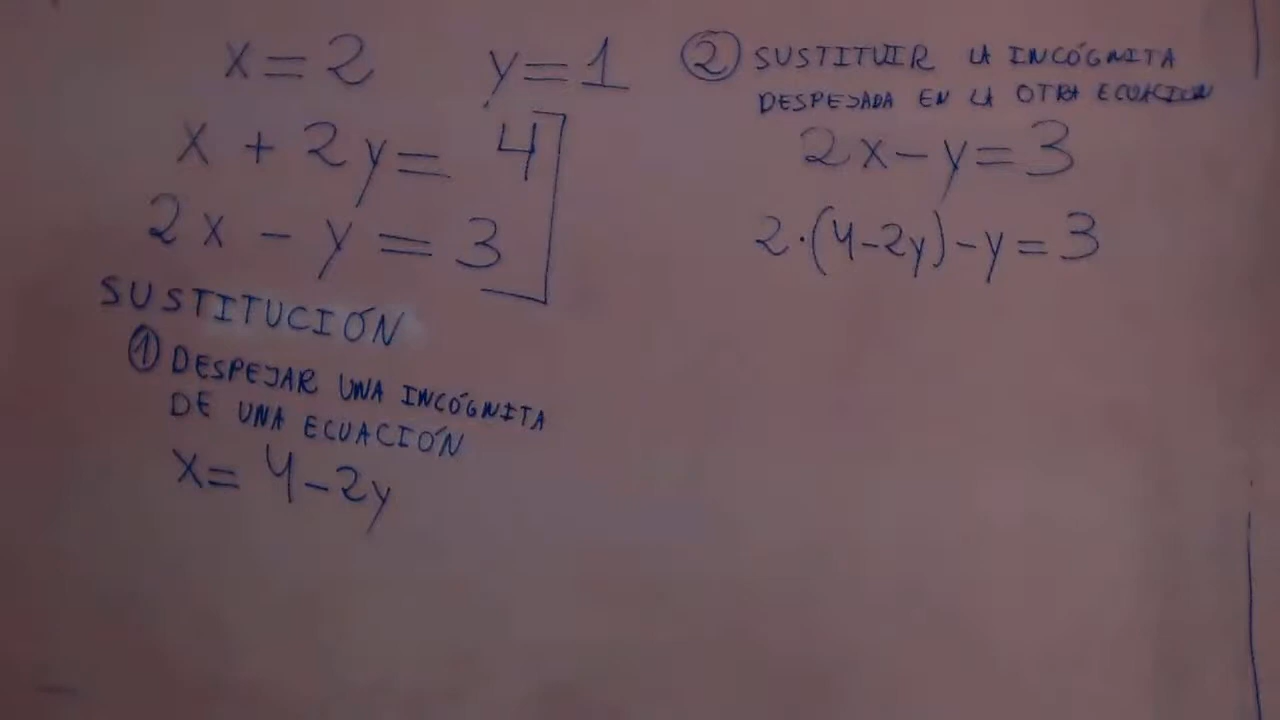 x=2 y=1
x + 2y = 4
2x - y = 3
SUSTITUCIÓN
① DESPEJAR UNA INCÓGNITA
DE UNA ECUACIÓN
x= 4-2y
② SUSTITUIR LA INCÓGNITA
DESPEJADA EN LA OTRA ECUACION
2x-y=3
2·(4-2y)-y=3